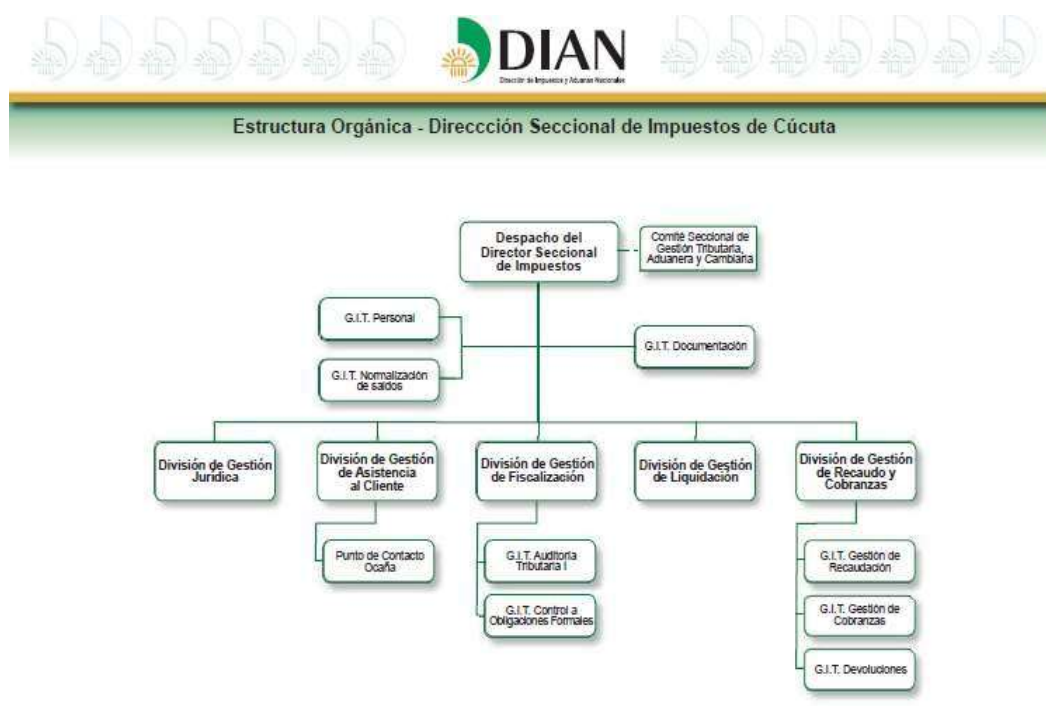 DIAN
Dirección de Impuestos y Aduanas Nacionales
Estructura Orgánica - Direccción Seccional de Impuestos de Cúcuta
Despacho del
Director Seccional
de Impuestos
Comité Seccional de
Gestión Tributaria,
Aduanera y Cambiaria
G.I.T. Personal
G.I.T. Documentación
G.I.T. Normalización
de saldos
División de Gestión
Jurídica
División de Gestión
de Asistencia
al Cliente
División de Gestión
de Fiscalización
División de Gestión
de Liquidación
División de Gestión
de Recaudo y
Cobranzas
Punto de Contacto
Ocaña
G.I.T. Auditoría
Tributaria I
G.I.T. Control a
Obligaciones Formales
G.I.T. Gestión de
Recaudación
G.I.T. Gestión de
Cobranzas
G.I.T. Devoluciones